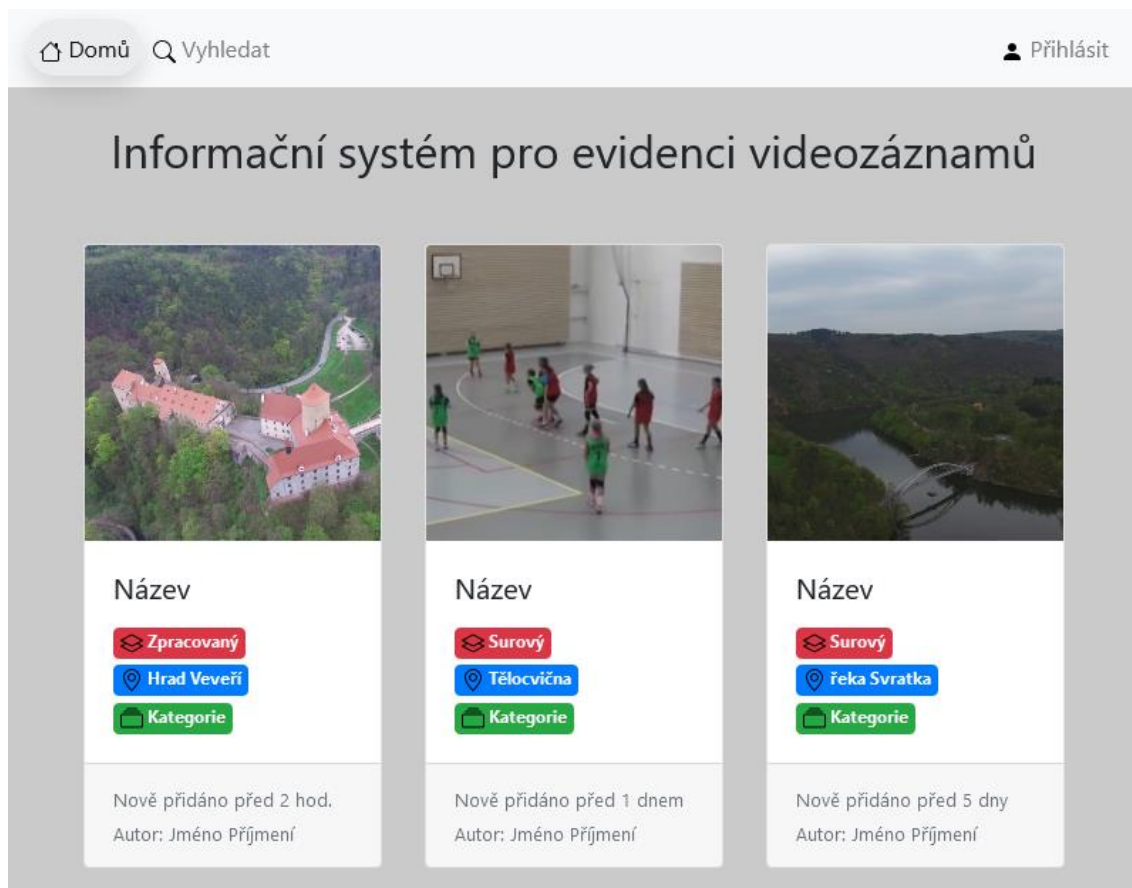 Domů Vyhledat Přihlásit
Informační systém pro evidenci videozáznamů
Název
Zpracovaný
Hrad Veveří
Kategorie
Nově přidáno před 2 hod.
Autor: Jméno Příjmení
Název
Surový
Tělocvična
Kategorie
Nově přidáno před 1 dnem
Autor: Jméno Příjmení
Název
Surový
řeka Svratka
Kategorie
Nově přidáno před 5 dny
Autor: Jméno Příjmení